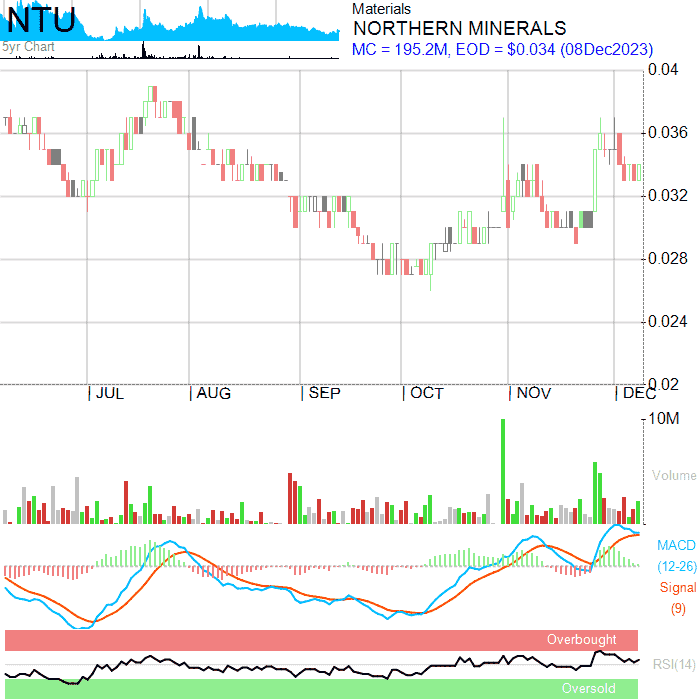 NTU
5yr Chart
Materials
NORTHERN MINERALS
MC = 195.2M, EOD = $0.034 (08Dec2023)
0.04
0.036
0.032
0.028
0.024
0.02
JUL AUG SEP OCT NOV DEC
10M
Volume
MACD
(12-26)
Signal
(9)
Overbought
RSI(14)
Oversold